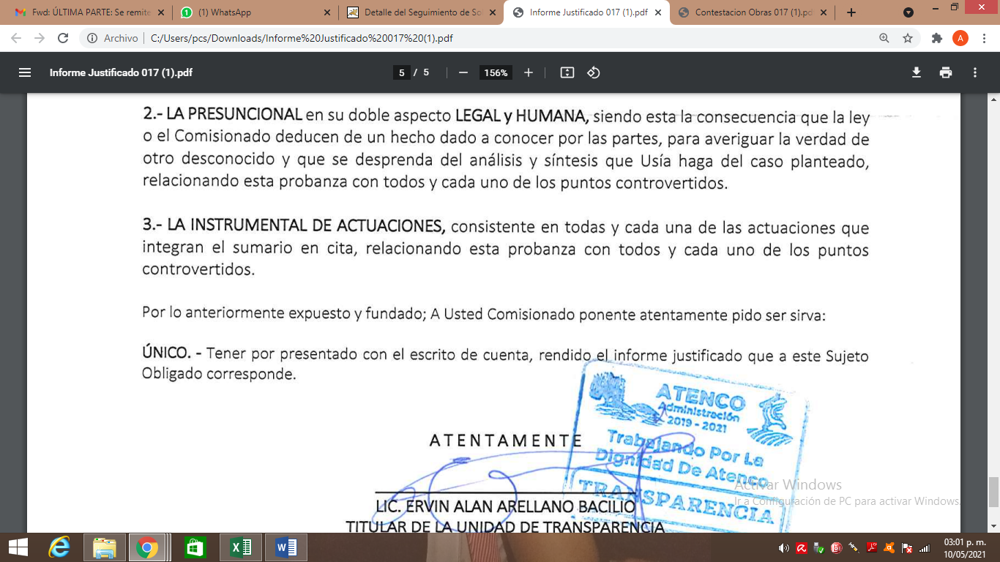 Fwd: ÚLTIMA PARTE: Se remite
(1) WhatsApp
Detalle del Seguimiento de Sol
Informe Justificado 017 (1).pdf
Contestacion Obras 017 (1).pd
Archivo
C:/Users/pcs/Downloads/Informe%20Justificado%20017%20(1).pdf
A
Informe Justificado 017 (1).pdf
5 / 5
156%
2.- LA PRESUNCIONAL en su doble aspecto LEGAL y HUMANA, siendo esta la consecuencia que la ley
o el Comisionado deducen de un hecho dado a conocer por las partes, para averiguar la verdad de
otro desconocido y que se desprenda del análisis y síntesis que Usía haga del caso planteado,
relacionando esta probanza con todos y cada uno de los puntos controvertidos.
3.- LA INSTRUMENTAL DE ACTUACIONES, consistente en todas y cada una de las actuaciones que
integran el sumario en cita, relacionando esta probanza con todos y cada uno de los puntos
controvertidos.
Por lo anteriormente expuesto y fundado; A Usted Comisionado ponente atentamente pido ser sirva:
ÚNICO. - Tener por presentado con el escrito de cuenta, rendido el informe justificado que a este Sujeto
Obligado corresponde.
ATENCO
Administración
2019 - 2021
Trabajando Por La
Dignidad De Atenco
TRANSPARENCIA
A T E N T A M E N T E
LIC. ERVIN ALAN ARELLANO BACILIO
TITULAR DE LA UNIDAD DE TRANSPARENCIA
Activar Windows
Ir a Configuración de PC para activar Windows.
03:01 p. m.
10/05/2021